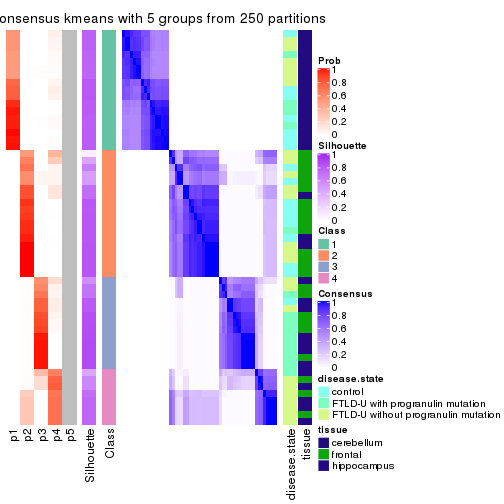 onsensus kmeans with 5 groups from 250 partitions
Prob
1
0.8
0.6
0.4
0.2
0
Silhouette
1
0.8
0.6
0.4
0.2
0
Class
1
2
3
4
Consensus
1
0.8
0.6
0.4
0.2
0
disease.state
control
FTLD-U with progranulin mutation
FTLD-U without progranulin mutation
tissue
cerebellum
frontal
hippocampus
p1
p2
p3
p4
p5
Silhouette
Class
disease.state
tissue